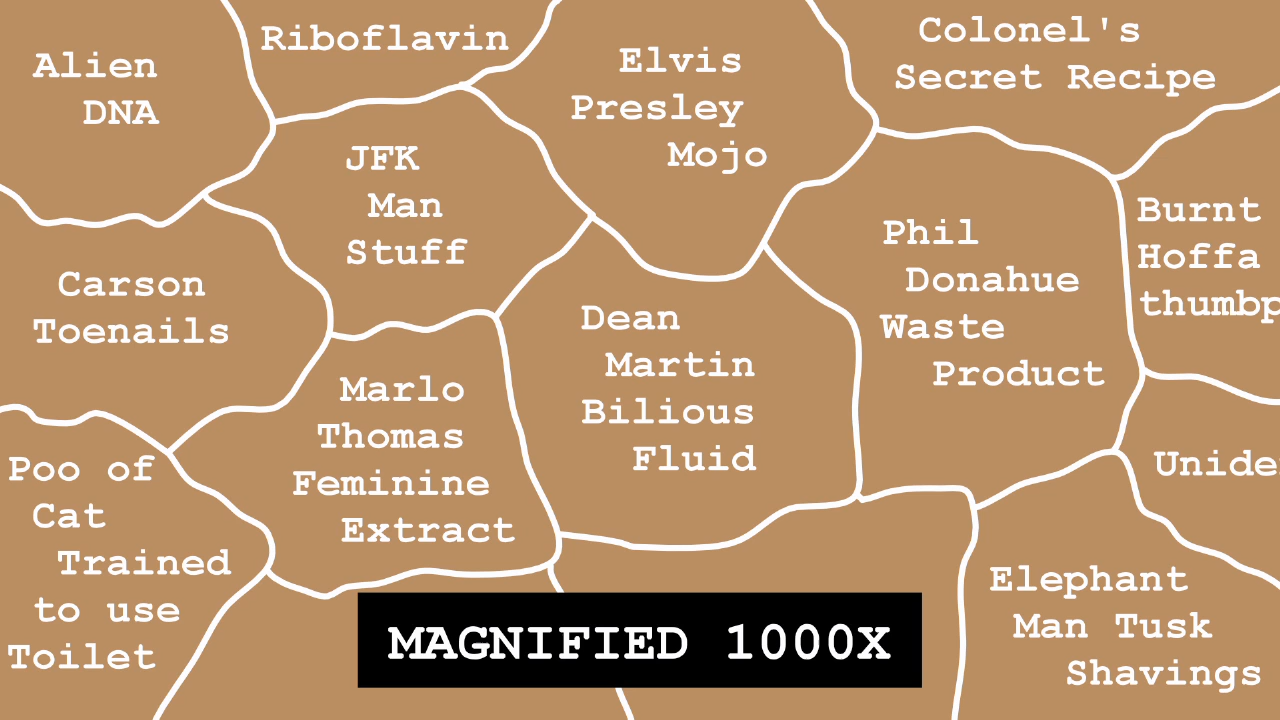 Alien
DNA
Riboflavin
Elvis
Presley
Mojo
Colonel's
Secret Recipe
JFK
Man
Stuff
Burnt
Hoffa
thumbp
Carson
Toenails
Phil
Donahue
Waste
Product
Dean
Martin
Bilious
Fluid
Marlo
Thomas
Feminine
Extract
Poo of
Cat
Trained
to use
Toilet
Unide
Elephant
Man Tusk
Shavings
MAGNIFIED 1000X